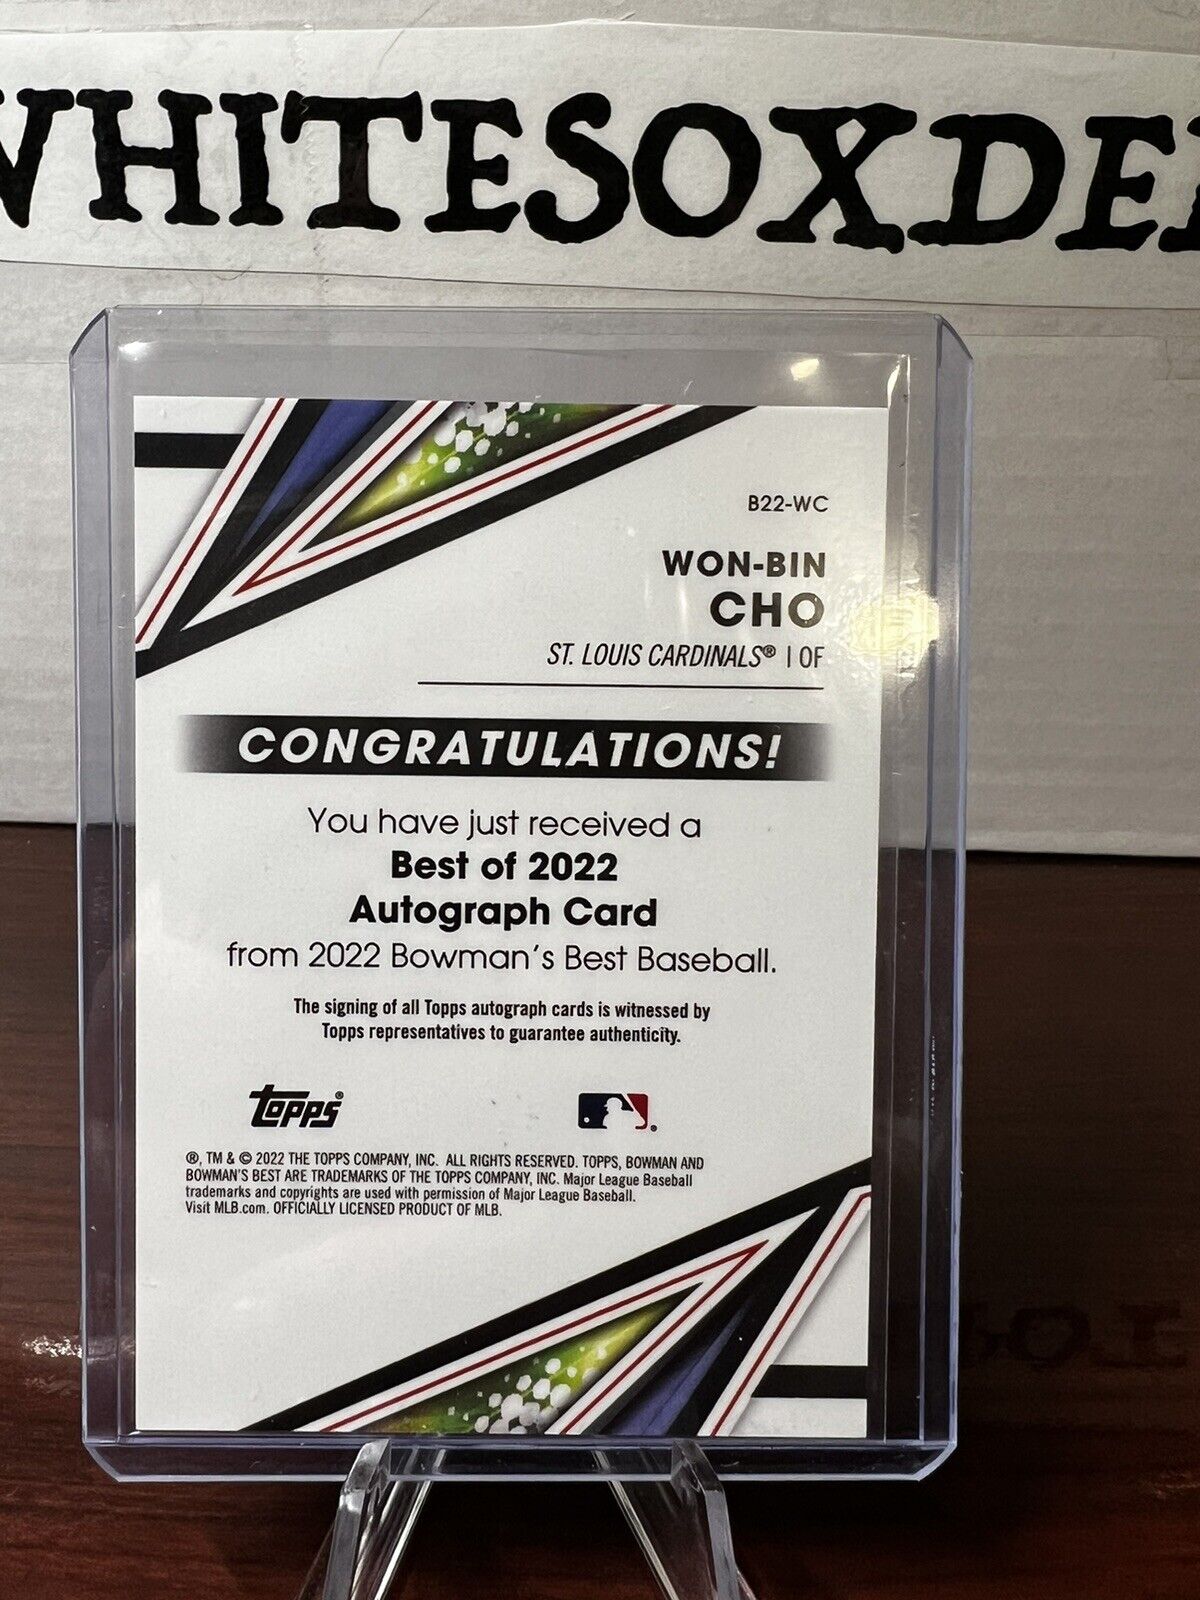 WHITESOXDE
B22-WC
WON-BIN
CHO
ST. LOUIS CARDINALS® | OF
CONGRATULATIONS!
You have just received a
Best of 2022
Autograph Card
from 2022 Bowman's Best Baseball.
The signing of all Topps autograph cards is witnessed by
Topps representatives to guarantee authenticity.
topps®
®, TM & © 2022 THE TOPPS COMPANY, INC. ALL RIGHTS RESERVED. TOPPS, BOWMAN AND
BOWMAN'S BEST ARE TRADEMARKS OF THE TOPPS COMPANY, INC. Major League Baseball
trademarks and copyrights are used with permission of Major League Baseball.
Visit MLB.com. OFFICIALLY LICENSED PRODUCT OF MLB.